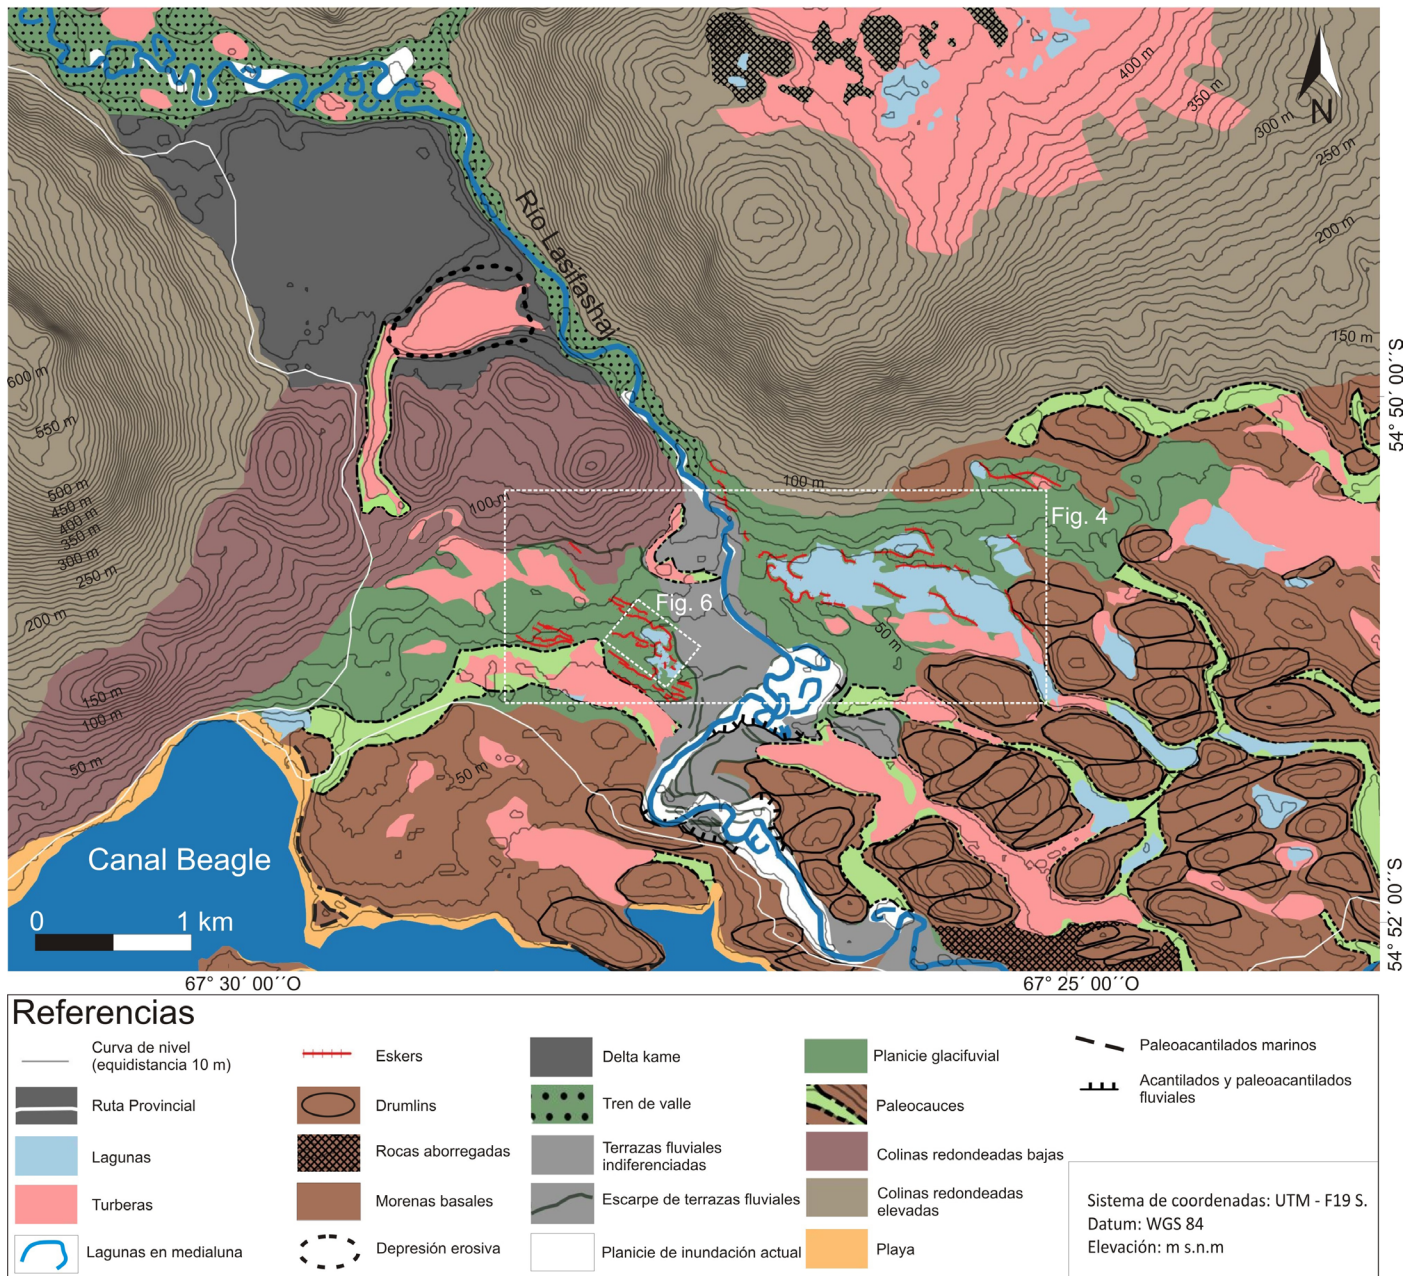 400 m
350 m
300 m
250 m
200 m
150 m
N
Río Lasifashaj
600 m
550 m
500 m
450 m
400 m
350 m
300 m
250 m
200 m
150 m
100 m
50 m
100 m
100 m
Fig. 4
Fig. 6
50 m
50 m
Canal Beagle
0 1 km
54° 50´ 00´´S
54° 52´ 00´´S
67° 30´ 00´´O
67° 25´ 00´´O
Referencias
Curva de nivel
(equidistancia 10 m)
Ruta Provincial
Lagunas
Turberas
Lagunas en medialuna
Eskers
Drumlins
Rocas aborregadas
Morenas basales
Depresión erosiva
Delta kame
Tren de valle
Terrazas fluviales
indiferenciadas
Escarpe de terrazas fluviales
Planicie de inundación actual
Planicie glacifuvial
Paleocauces
Colinas redondeadas bajas
Colinas redondeadas
elevadas
Playa
Paleoacantilados marinos
Acantilados y paleoacantilados
fluviales
Sistema de coordenadas: UTM - F19 S.
Datum: WGS 84
Elevación: m s.n.m